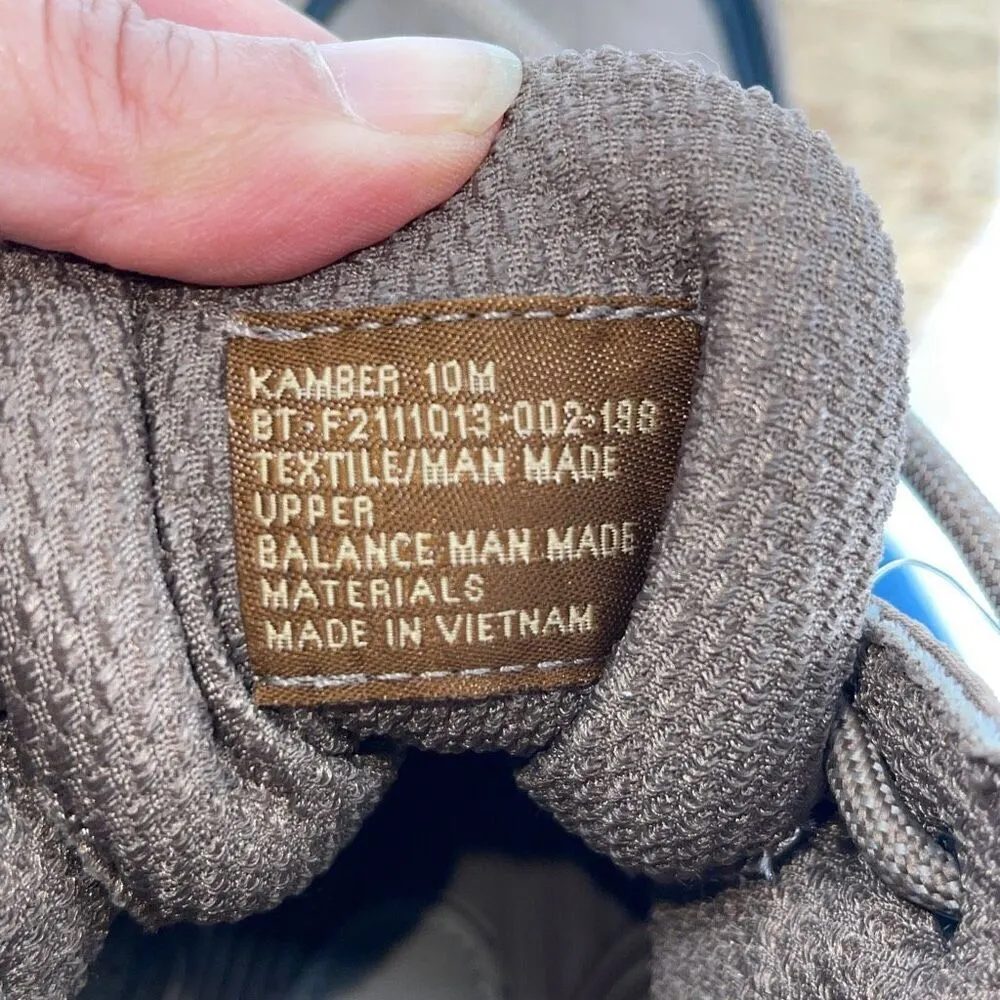 KAMBER 10M
BT-F2111013-002-198
TEXTILE/MAN MADE
UPPER
BALANCE MAN MADE
MATERIALS
MADE IN VIETNAM